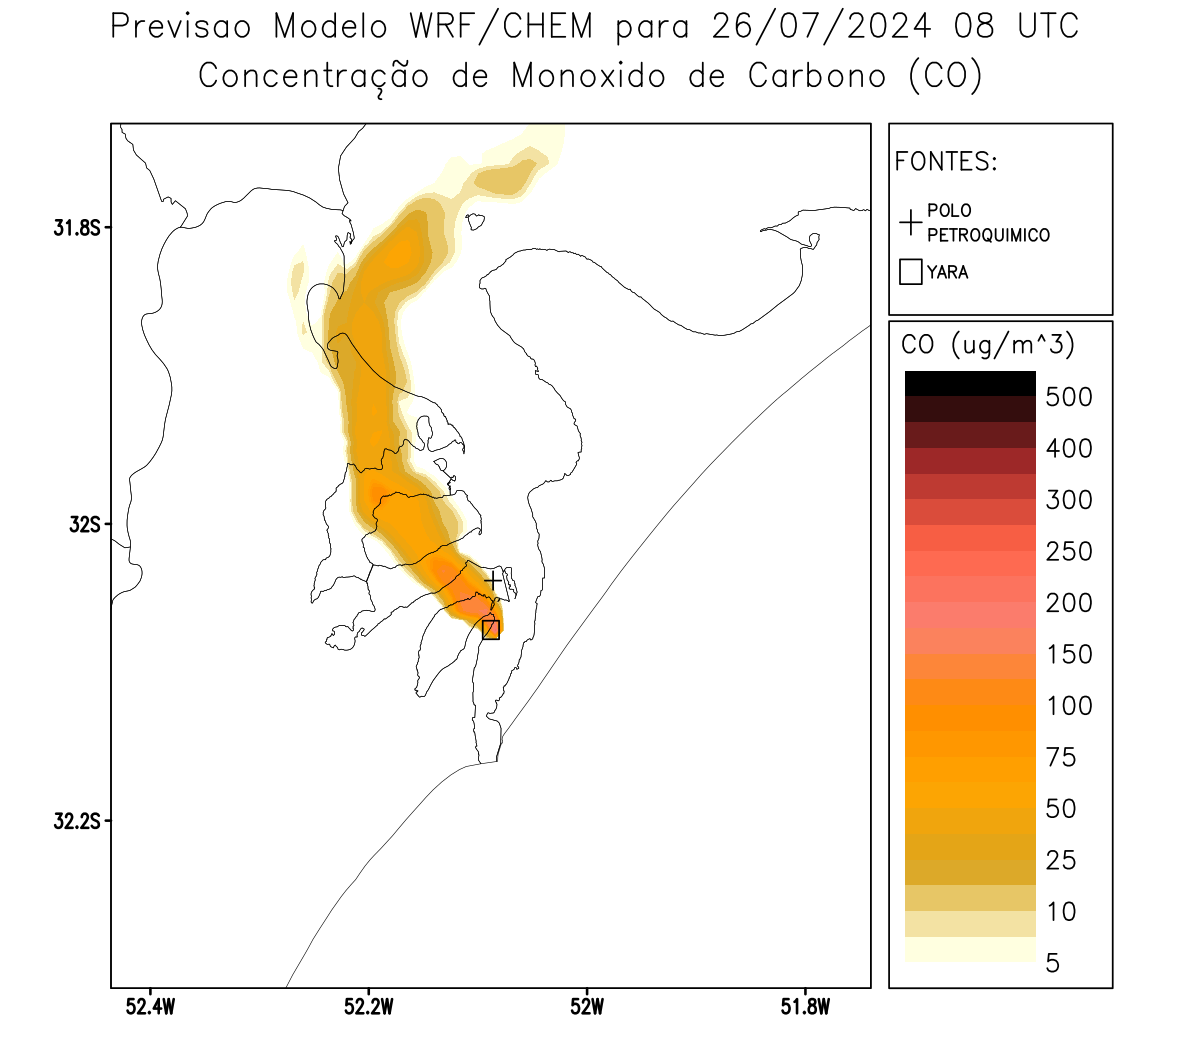 Previsao Modelo WRF/CHEM para 26/07/2024 08 UTC
Concentração de Monoxido de Carbono (CO)
FONTES:
POLO
PETROQUIMICO
YARA
CO (ug/m^3)
500
400
300
250
200
150
100
75
50
25
10
5
31.8S
32S
32.2S
52.4W
52.2W
52W
51.8W